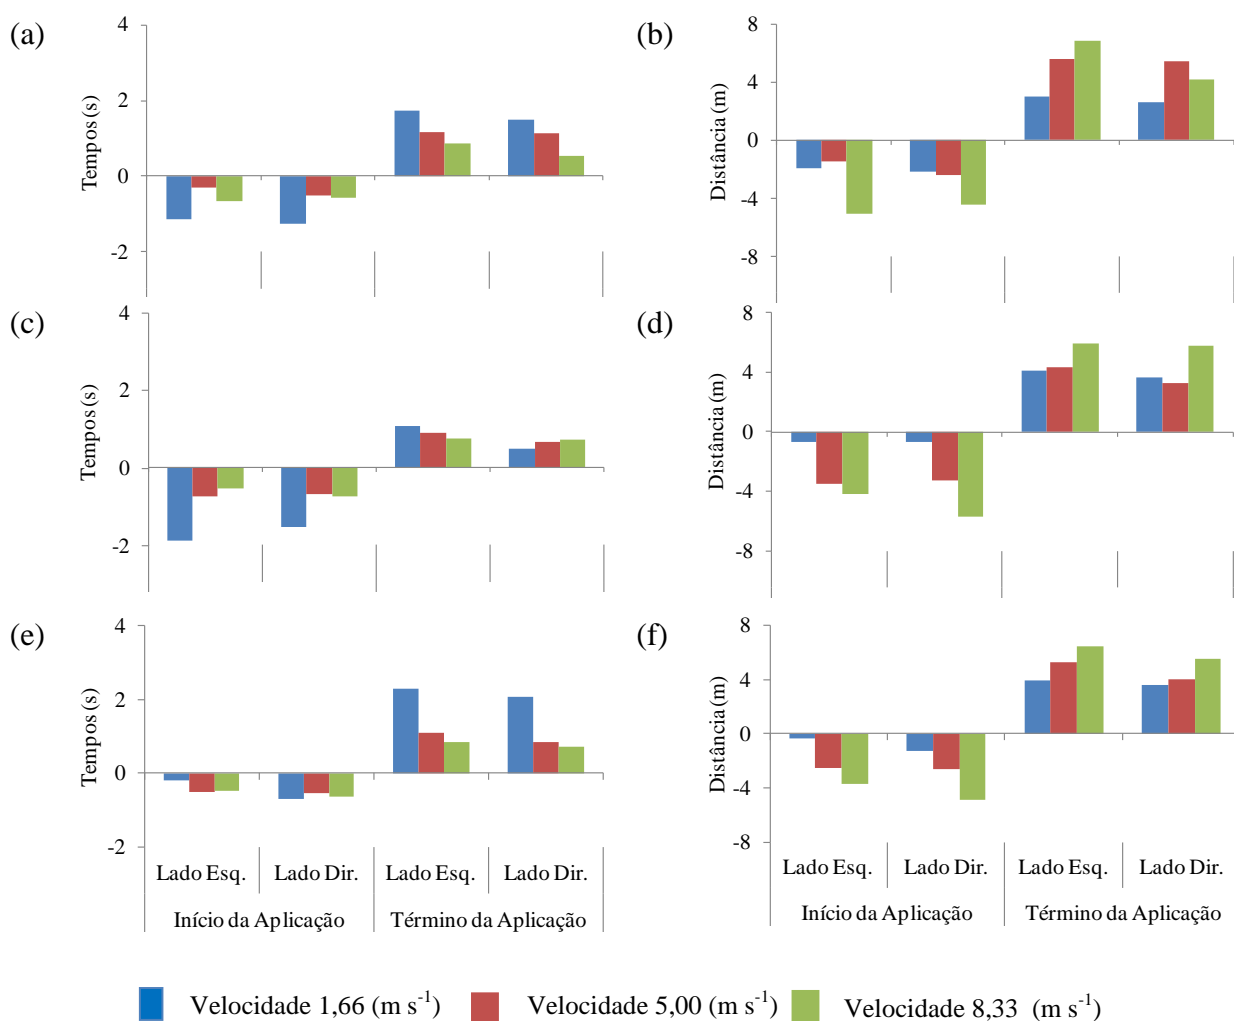 (a)
Tempos (s)
4
2
0
-2
(b)
Distância (m)
8
4
0
-4
-8
(c)
Tempos (s)
4
2
0
-2
(d)
Distância (m)
8
4
0
-4
-8
(e)
Tempos (s)
4
2
0
-2
Lado Esq. Lado Dir. Lado Esq. Lado Dir.
Início da Aplicação Término da Aplicação
(f)
Distância (m)
8
4
0
-4
-8
Lado Esq. Lado Dir. Lado Esq. Lado Dir.
Início da Aplicação Término da Aplicação
Velocidade 1,66 (m s⁻¹) Velocidade 5,00 (m s⁻¹) Velocidade 8,33 (m s⁻¹)